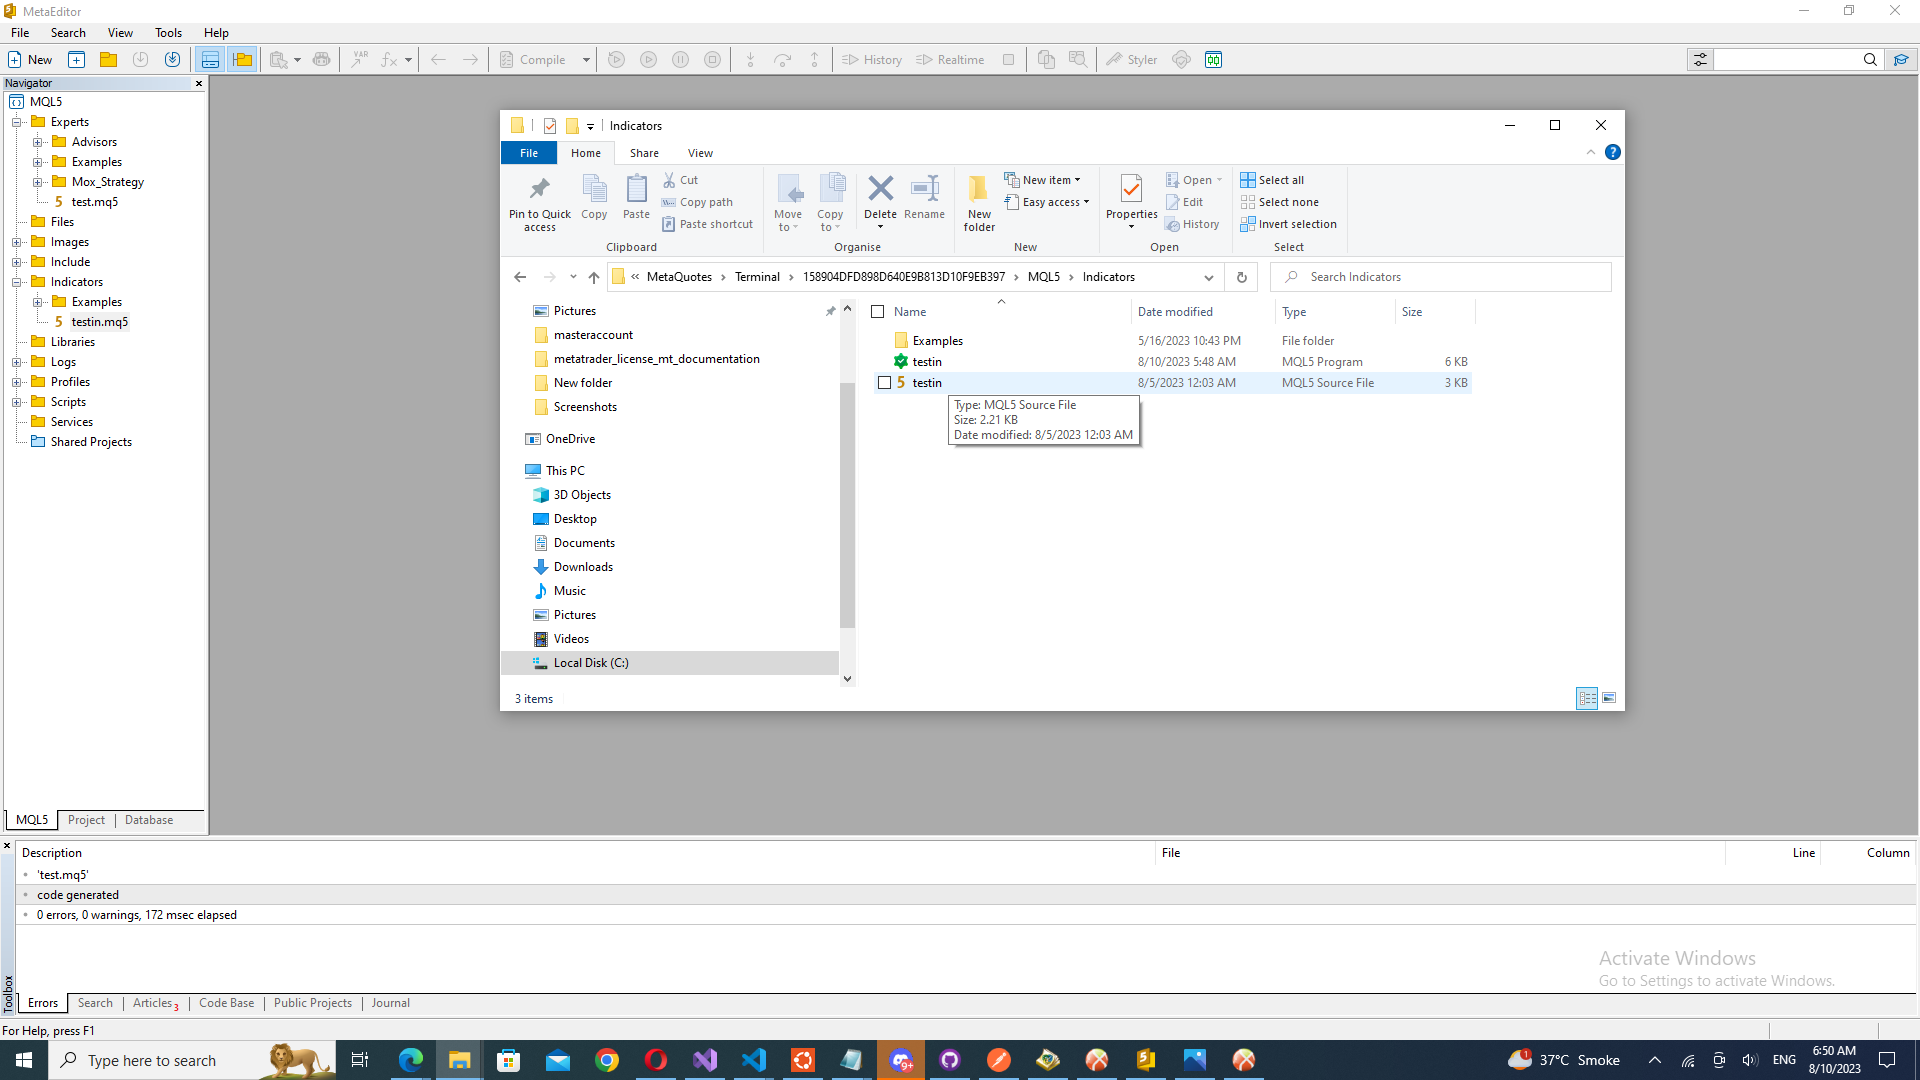 MetaEditor
File Search View Tools Help
New Compile History Realtime Styler
Navigator
MQL5
Experts
Advisors
Examples
Mox_Strategy
test.mq5
Files
Images
Include
Indicators
Examples
testin.mq5
Libraries
Logs
Profiles
Scripts
Services
Shared Projects
MQL5 Project Database
Indicators
File Home Share View
Pin to Quick access
Copy
Paste
Cut
Copy path
Paste shortcut
Clipboard
Move to
Copy to
Delete
Rename
Organise
New folder
New item
Easy access
New
Properties
Open
Edit
History
Open
Select all
Select none
Invert selection
Select
« MetaQuotes › Terminal › 158904DFD898D640E9B813D10F9EB397 › MQL5 › Indicators
Search Indicators
Pictures
masteraccount
metatrader_license_mt_documentation
New folder
Screenshots
OneDrive
This PC
3D Objects
Desktop
Documents
Downloads
Music
Pictures
Videos
Local Disk (C:)
Name Date modified Type Size
Examples 5/16/2023 10:43 PM File folder
testin 8/10/2023 5:48 AM MQL5 Program 6 KB
testin 8/5/2023 12:03 AM MQL5 Source File 3 KB
Type: MQL5 Source File
Size: 2.21 KB
Date modified: 8/5/2023 12:03 AM
3 items
Description File Line Column
'test.mq5'
code generated
0 errors, 0 warnings, 172 msec elapsed
Toolbox
Activate Windows
Go to Settings to activate Windows.
Errors Search Articles 3 Code Base Public Projects Journal
For Help, press F1
Type here to search
9+
1
37°C Smoke
ENG
6:50 AM
8/10/2023